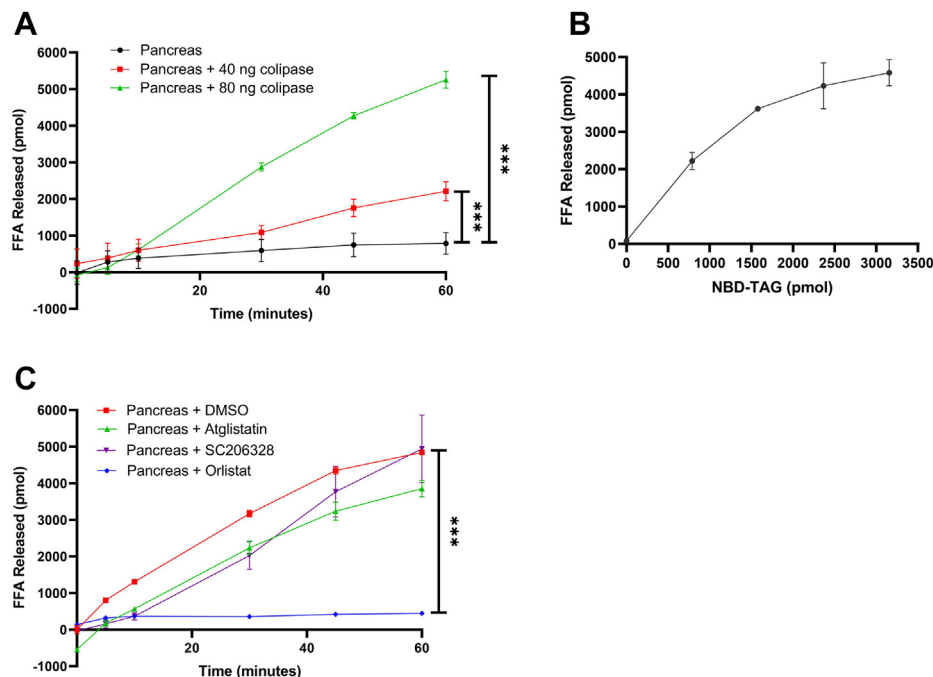 A
Pancreas
Pancreas + 40 ng colipase
Pancreas + 80 ng colipase
FFA Released (pmol)
6000
5000
4000
3000
2000
1000
0
-1000
20
40
60
Time (minutes)
***
***
B
FFA Released (pmol)
5000
4000
3000
2000
1000
0
0
500
1000
1500
2000
2500
3000
3500
NBD-TAG (pmol)
C
Pancreas + DMSO
Pancreas + Atglistatin
Pancreas + SC206328
Pancreas + Orlistat
FFA Released (pmol)
6000
5000
4000
3000
2000
1000
0
-1000
20
40
60
Time (minutes)
***